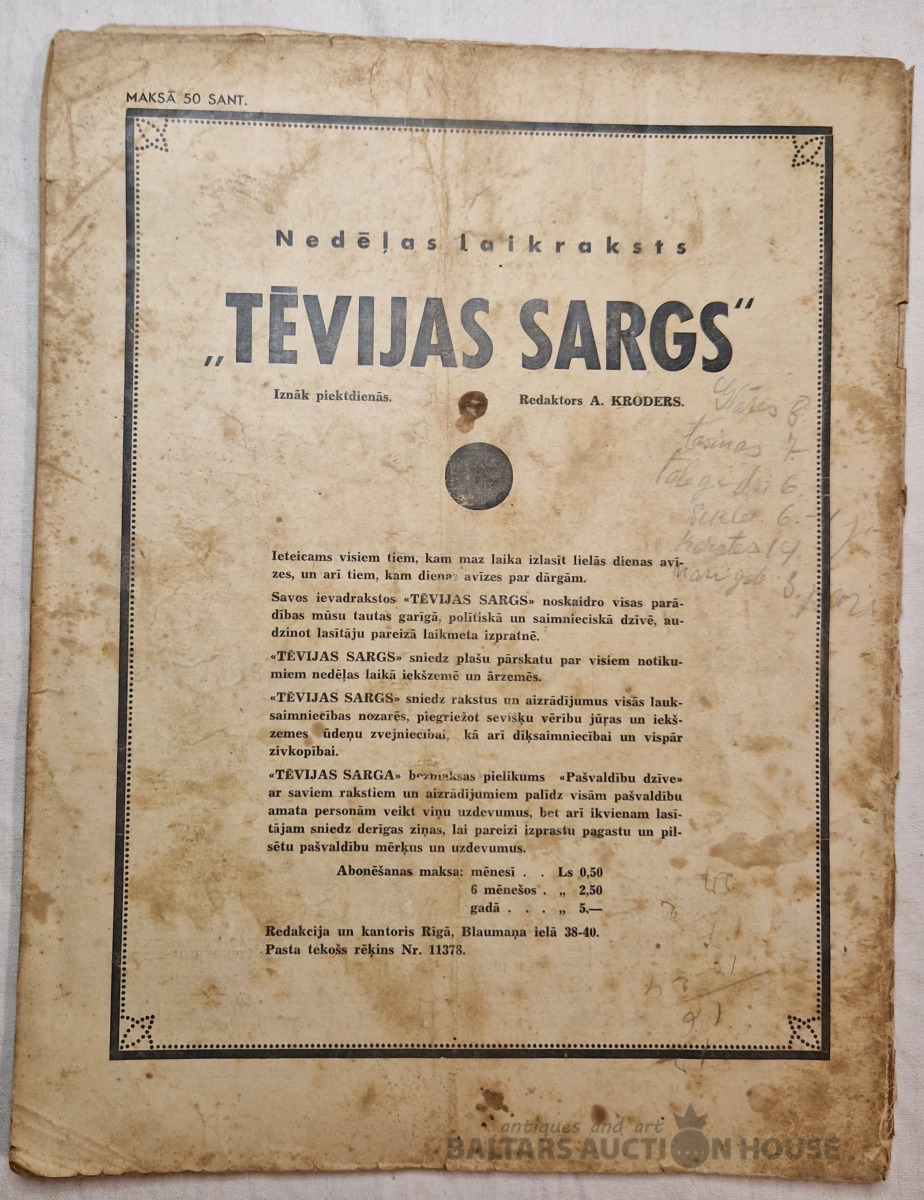 MAKSĀ 50 SANT.
Nedēļas laikraksts
„TĒVIJAS SARGS“
Iznāk piektdienās.
Redaktors A. KRODERS.
Ieteicams visiem tiem, kam maz laika izlasīt lielās dienas avī-
zes, un arī tiem, kam dienas avīzes par dārgām.
Savos ievadrakstos «TĒVIJAS SARGS» noskaidro visas parā-
dības mūsu tautas garīgā, polītiskā un saimnieciskā dzīvē, au-
dzinot lasītāju pareizā laikmeta izpratnē.
«TĒVIJAS SARGS» sniedz plašu pārskatu par visiem notiku-
miem nedēļas laikā iekšzemē un ārzemēs.
«TĒVIJAS SARGS» sniedz rakstus un aizrādījumus visās lauk-
saimniecības nozarēs, piegriežot sevišķu vērību jūras un iekš-
zemes ūdeņu zvejniecībai, kā arī dīķsaimniecībai un vispār
zivkopībai.
«TĒVIJAS SARGA» bezmaksas pielikums «Pašvaldību dzīve»
ar saviem rakstiem un aizrādījumiem palīdz visām pašvaldību
amata personām veikt viņu uzdevumus, bet arī ikvienam lasī-
tājam sniedz derīgas ziņas, lai pareizi izprastu pagastu un pil-
sētu pašvaldību mērķus un uzdevumus.
Abonēšanas maksa: mēnesī . . Ls 0,50
6 mēnešos . „ 2,50
gadā . . . „ 5.—
Redakcija un kantoris Rīgā, Blaumaņa ielā 38-40.
Pasta tekošs rēķins Nr. 11378.
antiques and art
BALTARS AUCTION HOUSE